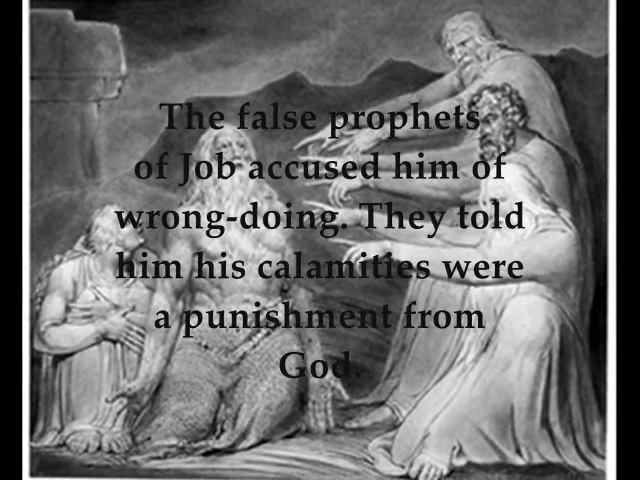 The false prophets
of Job accused him of
wrong-doing. They told
him his calamities were
a punishment from
God.